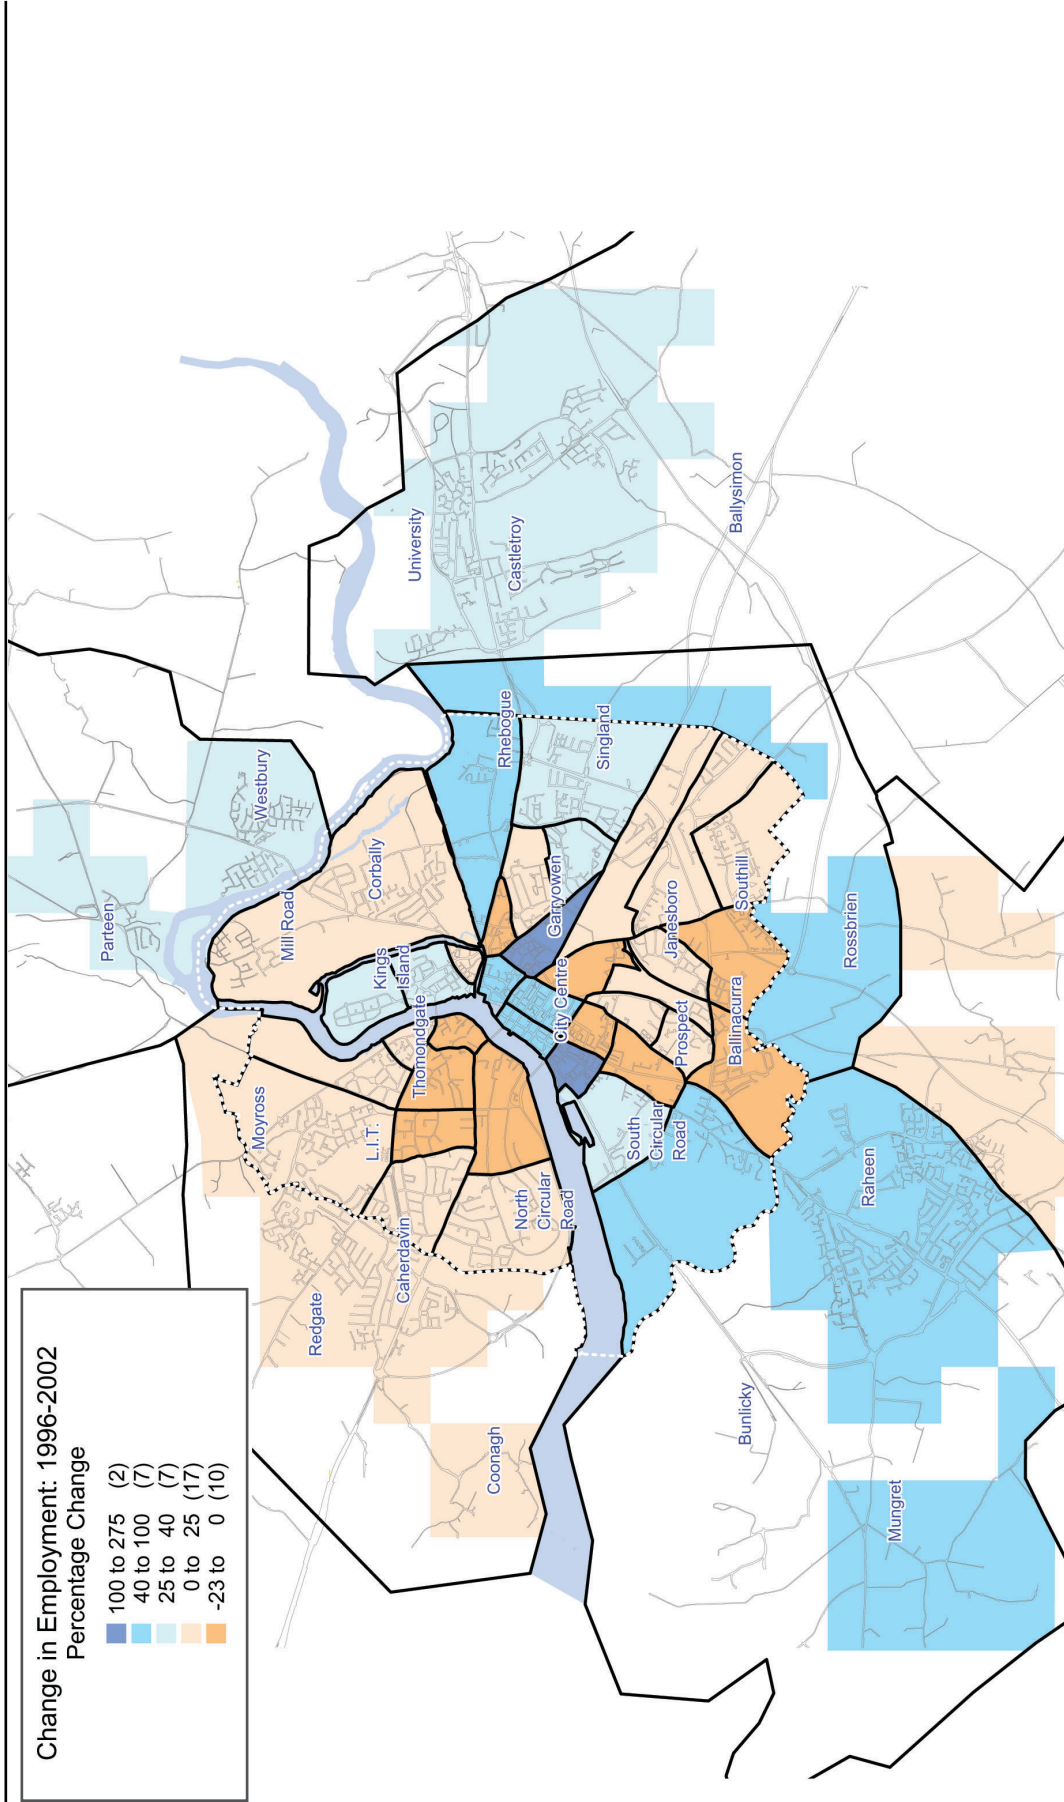 Change in Employment: 1996-2002
Percentage Change
100 to 275 (2)
40 to 100 (7)
25 to 40 (7)
0 to 25 (17)
-23 to 0 (10)
Parteen
Westbury
Mill Road
Corbally
Moyross
Kings
Island
L.I.T.
Thomondgate
Redgate
Caherdavin
North
Circular
Road
Coonagh
University
Castletroy
Rhebogue
Singland
Garryowen
City Centre
Ballysimon
Janesboro
Southill
Prospect
Ballinacurra
South
Circular
Road
Rossbrien
Raheen
Bunlicky
Mungret